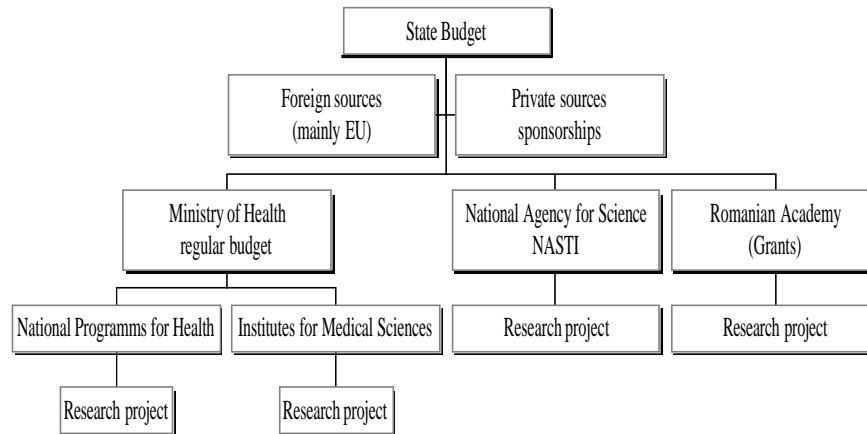 State Budget
Foreign sources
(mainly EU)
Private sources
sponsorships
Ministry of Health
regular budget
National Agency for Science
NASTI
Romanian Academy
(Grants)
National Programms for Health
Institutes for Medical Sciences
Research project
Research project
Research project
Research project